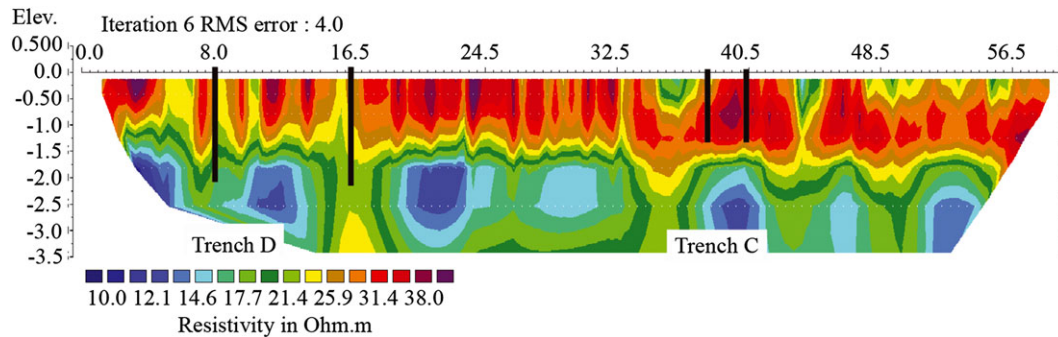 Elev.
Iteration 6 RMS error : 4.0
0.500
0.0 8.0 16.5 24.5 32.5 40.5 48.5 56.5
0.0
-0.50
-1.0
-1.5
-2.0
-2.5
-3.0
-3.5
Trench D Trench C
10.0 12.1 14.6 17.7 21.4 25.9 31.4 38.0
Resistivity in Ohm.m